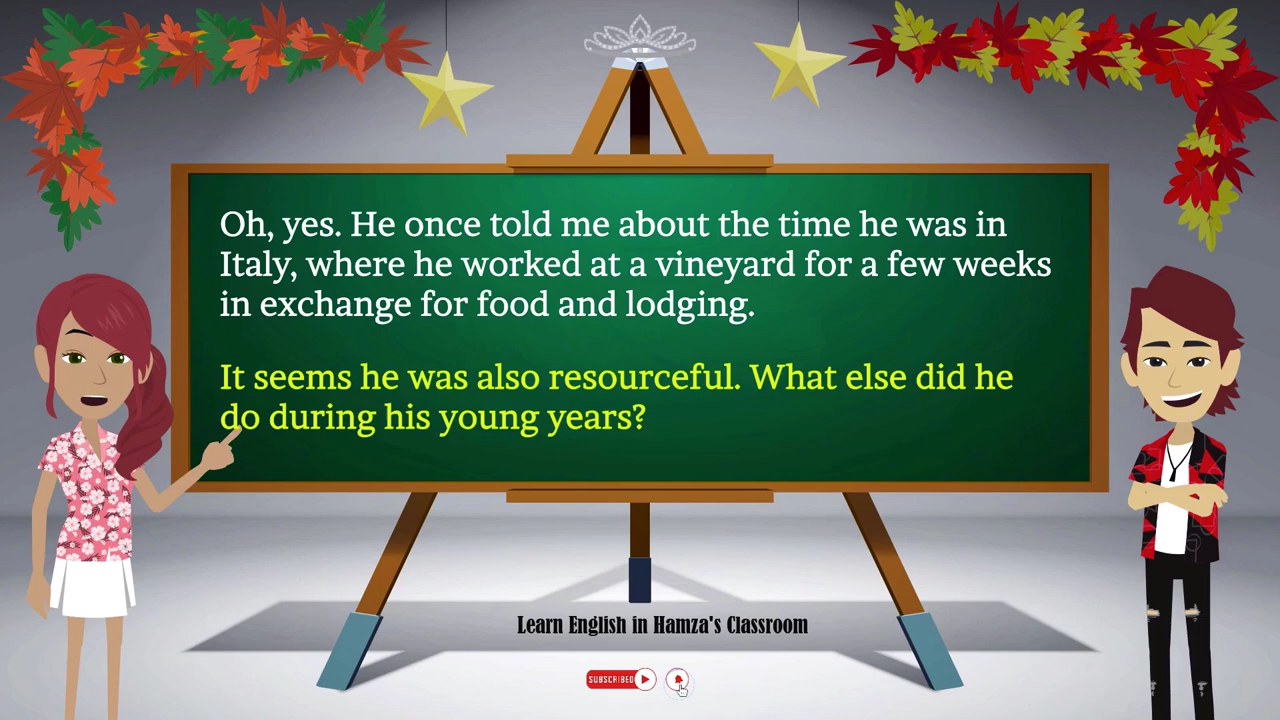 Oh, yes. He once told me about the time he was in
Italy, where he worked at a vineyard for a few weeks
in exchange for food and lodging.
It seems he was also resourceful. What else did he
do during his young years?
Learn English in Hamza's Classroom
SUBSCRIBED